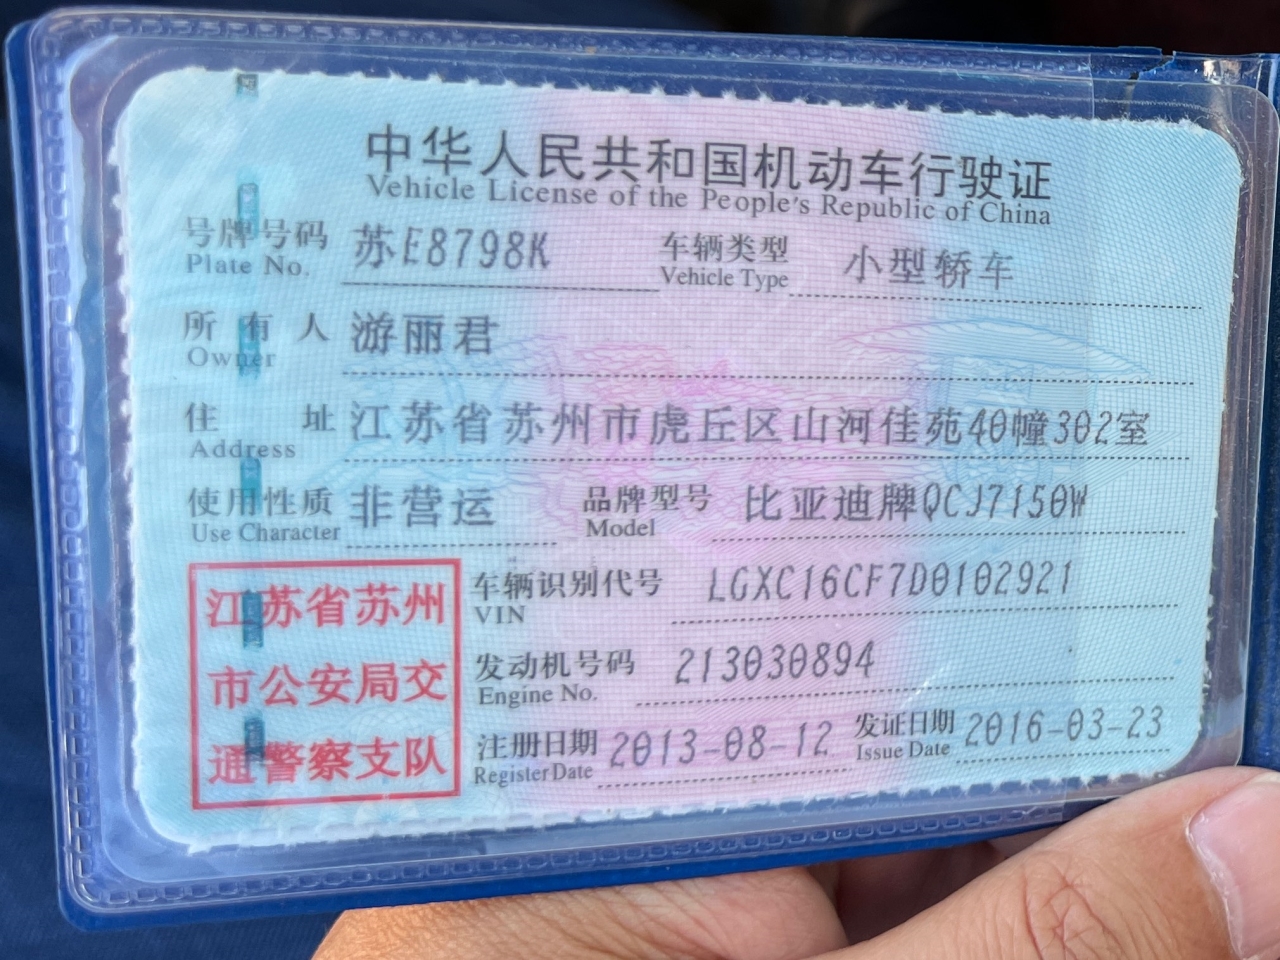 中华人民共和国机动车行驶证
Vehicle License of the People's Republic of China
号牌号码 苏E8798K 车辆类型 小型轿车
Plate No. Vehicle Type
所有人 游丽君
Owner
住址 江苏省苏州市虎丘区山河佳苑40幢302室
Address
使用性质 非营运 品牌型号 比亚迪牌QCJ7150W
Use Character Model
江苏省苏州
市公安局交
通警察支队
车辆识别代号 LGXC16CF7D0102921
VIN
发动机号码 213030894
Engine No.
注册日期 2013-08-12 发证日期 2016-03-23
Register Date Issue Date